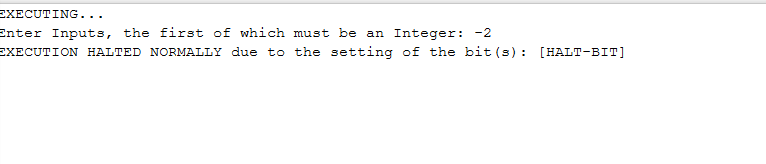 EXECUTING...
Enter Inputs, the first of which must be an Integer: -2
EXECUTION HALTED NORMALLY due to the setting of the bit(s): [HALT-BIT]